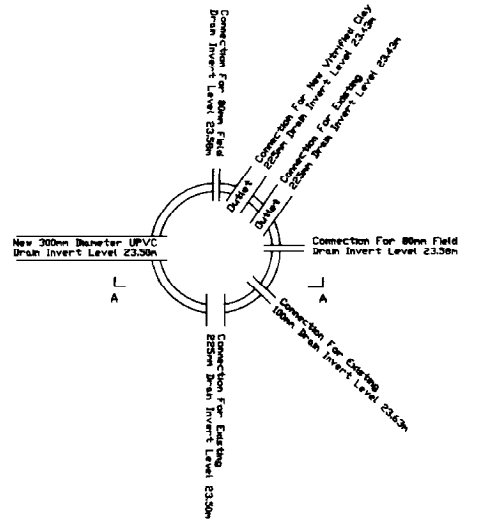 Connection For 80mm Field
Drain Invert Level 23.58m
Connection For New Vitrified Clay
225mm Drain Invert Level 23.43m
Outlet
Connection For Existing
225mm Drain Invert Level 23.43m
Outlet
New 300mm Diameter UPVC
Drain Invert Level 23.50m
Connection For 80mm Field
Drain Invert Level 23.58m
A
A
Connection For Existing
100mm Drain Invert Level 23.63m
Connection For Existing
225mm Drain Invert Level 23.50m